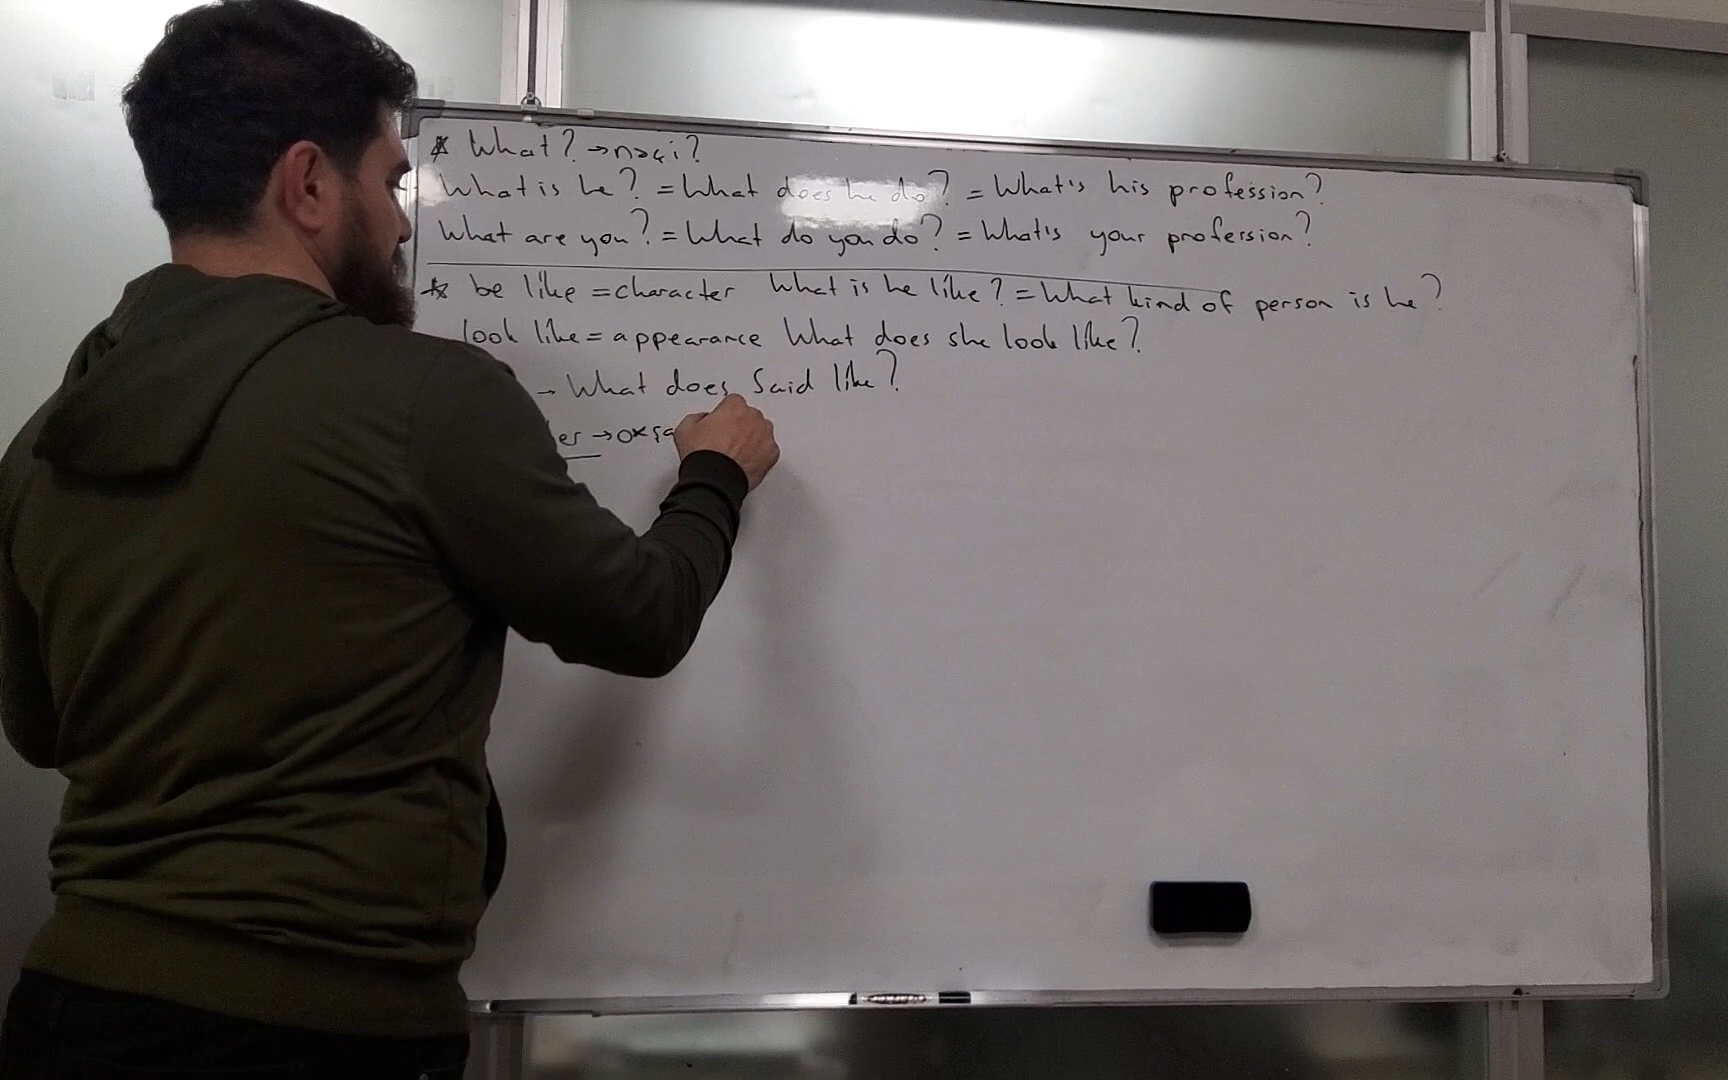 * What? → nəçi?
What is he? = What does he do? = What's his profession?
What are you? = What do you do? = What's your profession?
* be like = character What is he like? = What kind of person is he?
look like = appearance What does she look like?
→ What does Said like?
er →